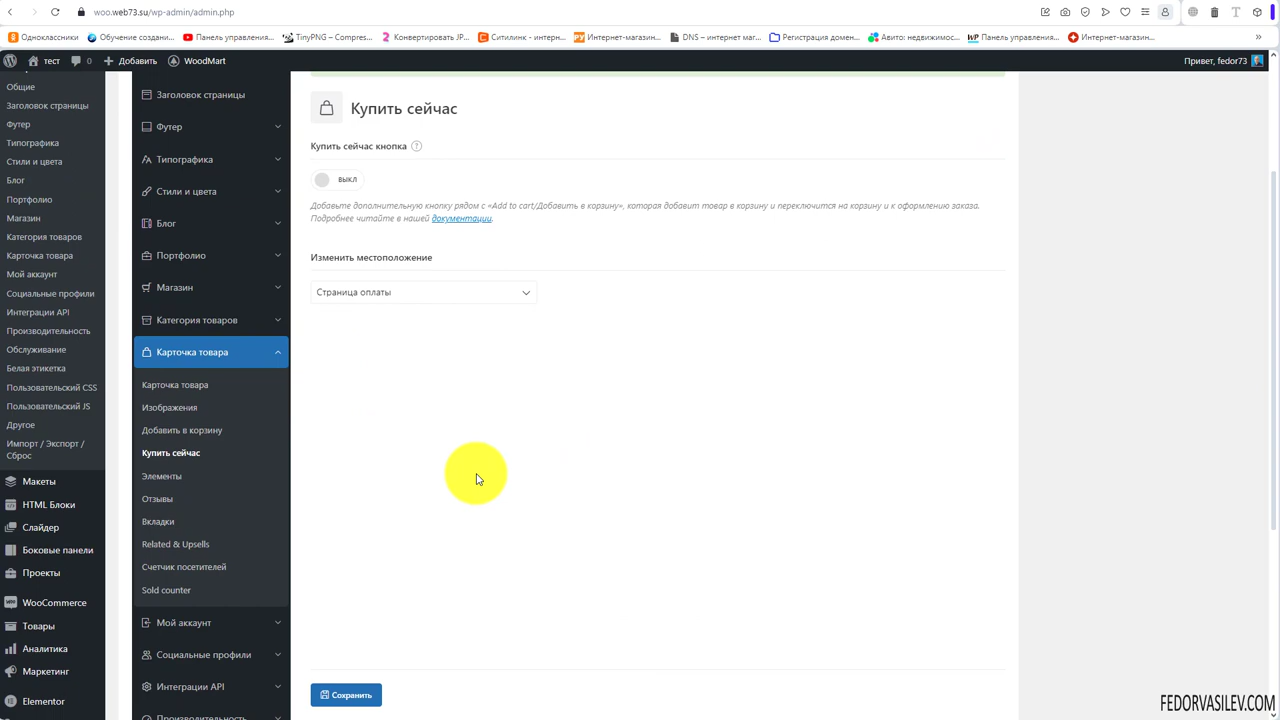 woo.web73.su/wp-admin/admin.php
Одноклассники
Обучение создани...
Панель управления...
TinyPNG – Compres...
Конвертировать JP...
Ситилинк - интерн...
Интернет-магазин...
DNS – интернет маг...
Регистрация домен...
Авито: недвижимос...
Панель управления...
Интернет-магазин...
тест
0
Добавить
WoodMart
Привет, fedor73
Общие
Заголовок страницы
Футер
Типографика
Стили и цвета
Блог
Портфолио
Магазин
Категория товаров
Карточка товара
Мой аккаунт
Социальные профили
Интеграции API
Производительность
Обслуживание
Белая этикетка
Пользовательский CSS
Пользовательский JS
Другое
Импорт / Экспорт /
Сброс
Макеты
HTML Блоки
Слайдер
Боковые панели
Проекты
WooCommerce
Товары
Аналитика
Маркетинг
Elementor
Заголовок страницы
Футер
Типографика
Стили и цвета
Блог
Портфолио
Магазин
Категория товаров
Карточка товара
Карточка товара
Изображения
Добавить в корзину
Купить сейчас
Элементы
Отзывы
Вкладки
Related & Upsells
Счетчик посетителей
Sold counter
Мой аккаунт
Социальные профили
Интеграции API
Производительность
Купить сейчас
Купить сейчас кнопка
ВЫКЛ
Добавьте дополнительную кнопку рядом с «Add to cart/Добавить в корзину», которая добавит товар в корзину и переключится на корзину и к оформлению заказа.
Подробнее читайте в нашей документации.
Изменить местоположение
Страница оплаты
Сохранить
FEDORVASILEV.COM